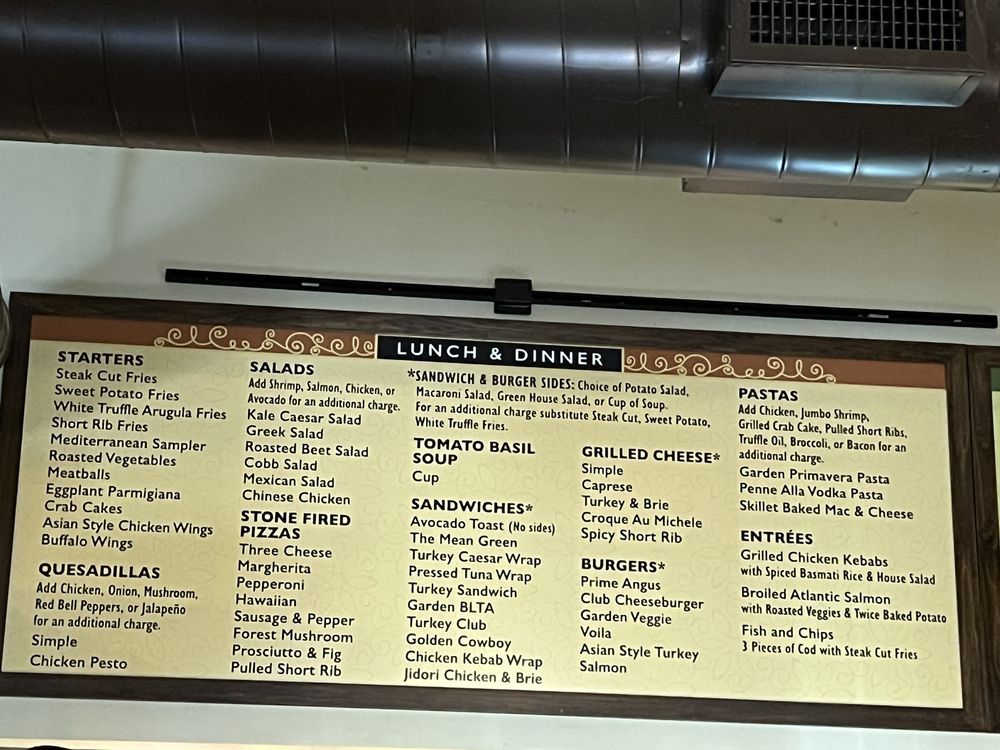 LUNCH & DINNER
STARTERS
Steak Cut Fries
Sweet Potato Fries
White Truffle Arugula Fries
Short RIb Fries
Mediterranean Sampler
Roasted Vegetables
Meatballs
Eggplant Parmigiana
Crab Cakes
Asian Style Chicken Wings
Buffalo Wings
QUESADILLAS
Add Chicken, Onion, Mushroom,
Red Bell Peppers, or Jalapeño
for an additional charge.
Simple
Chicken Pesto
SALADS
Add Shrimp, Salmon, Chicken, or
Avocado for an additional charge.
Kale Caesar Salad
Greek Salad
Roasted Beet Salad
Cobb Salad
Mexican Salad
Chinese Chicken
STONE FIRED
PIZZAS
Three Cheese
Margherita
Pepperoni
Hawaiian
Sausage & Pepper
Forest Mushroom
Prosciutto & Fig
Pulled Short Rib
*SANDWICH & BURGER SIDES: Choice of Potato Salad,
Macaroni Salad, Green House Salad, or Cup of Soup.
For an additional charge substitute Steak Cut, Sweet Potato,
White Truffle Fries.
TOMATO BASIL
SOUP
Cup
SANDWICHES*
Avocado Toast (No sides)
The Mean Green
Turkey Caesar Wrap
Pressed Tuna Wrap
Turkey Sandwich
Garden BLTA
Turkey Club
Golden Cowboy
Chicken Kebab Wrap
Jidori Chicken & Brie
GRILLED CHEESE*
Simple
Caprese
Turkey & Brie
Croque Au Michele
Spicy Short Rib
BURGERS*
Prime Angus
Club Cheeseburger
Garden Veggie
Voila
Asian Style Turkey
Salmon
PASTAS
Add Chicken, Jumbo Shrimp,
Grilled Crab Cake, Pulled Short Ribs,
Truffle Oil, Broccoli, or Bacon for an
additional charge.
Garden Primavera Pasta
Penne Alla Vodka Pasta
Skillet Baked Mac & Cheese
ENTRÉES
Grilled Chicken Kebabs
with Spiced Basmati Rice & House Salad
Broiled Atlantic Salmon
with Roasted Veggies & Twice Baked Potato
Fish and Chips
3 Pieces of Cod with Steak Cut Fries